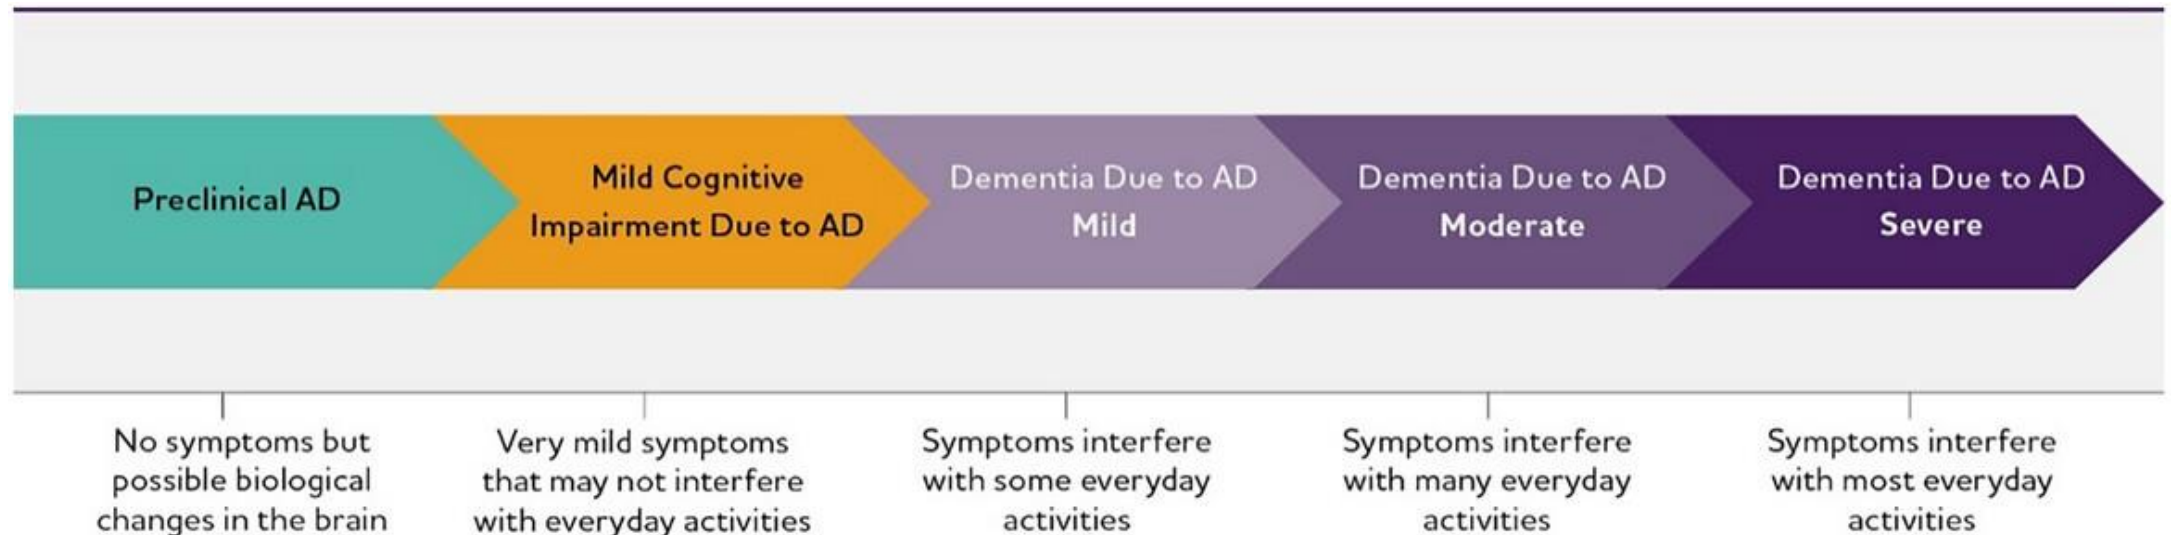 Preclinical AD
Mild Cognitive
Impairment Due to AD
Dementia Due to AD
Mild
Dementia Due to AD
Moderate
Dementia Due to AD
Severe
No symptoms but
possible biological
changes in the brain
Very mild symptoms
that may not interfere
with everyday activities
Symptoms interfere
with some everyday
activities
Symptoms interfere
with many everyday
activities
Symptoms interfere
with most everyday
activities